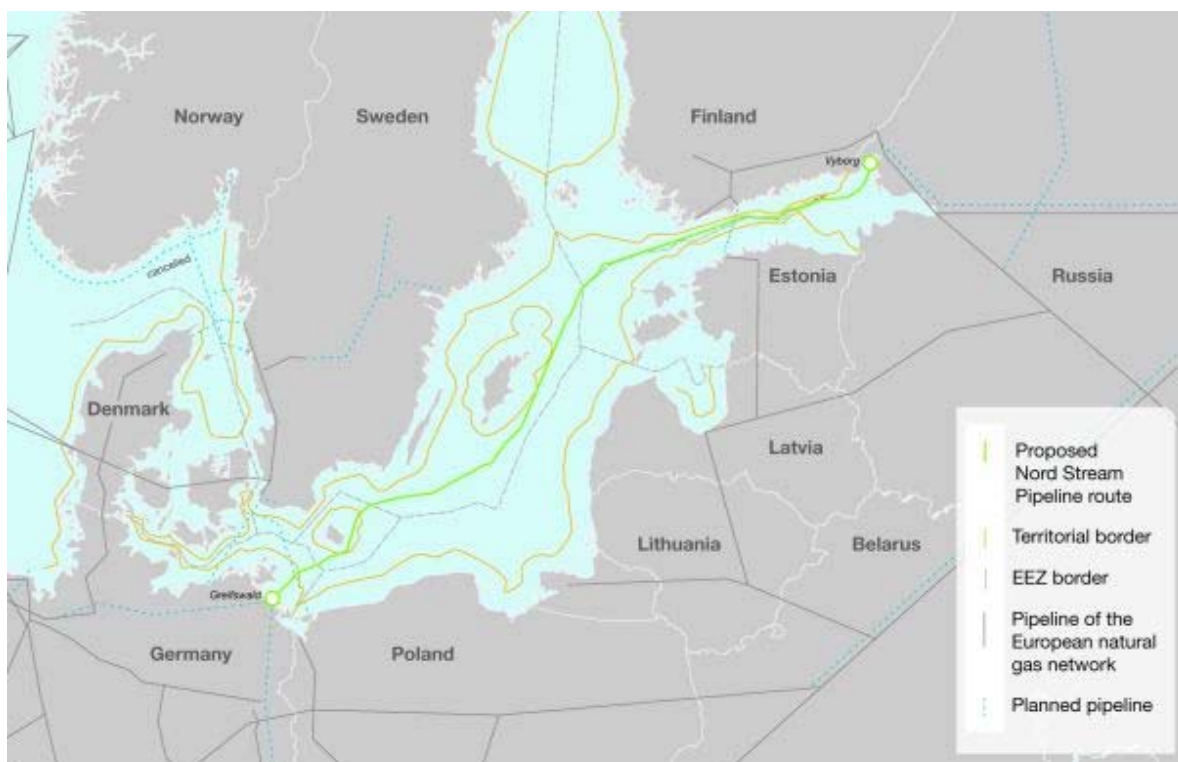 Norway
Sweden
Finland
Vyborg
cancelled
Estonia
Russia
Denmark
Latvia
Lithuania
Belarus
Greifswald
Germany
Poland
Proposed
Nord Stream
Pipeline route
Territorial border
EEZ border
Pipeline of the
European natural
gas network
Planned pipeline